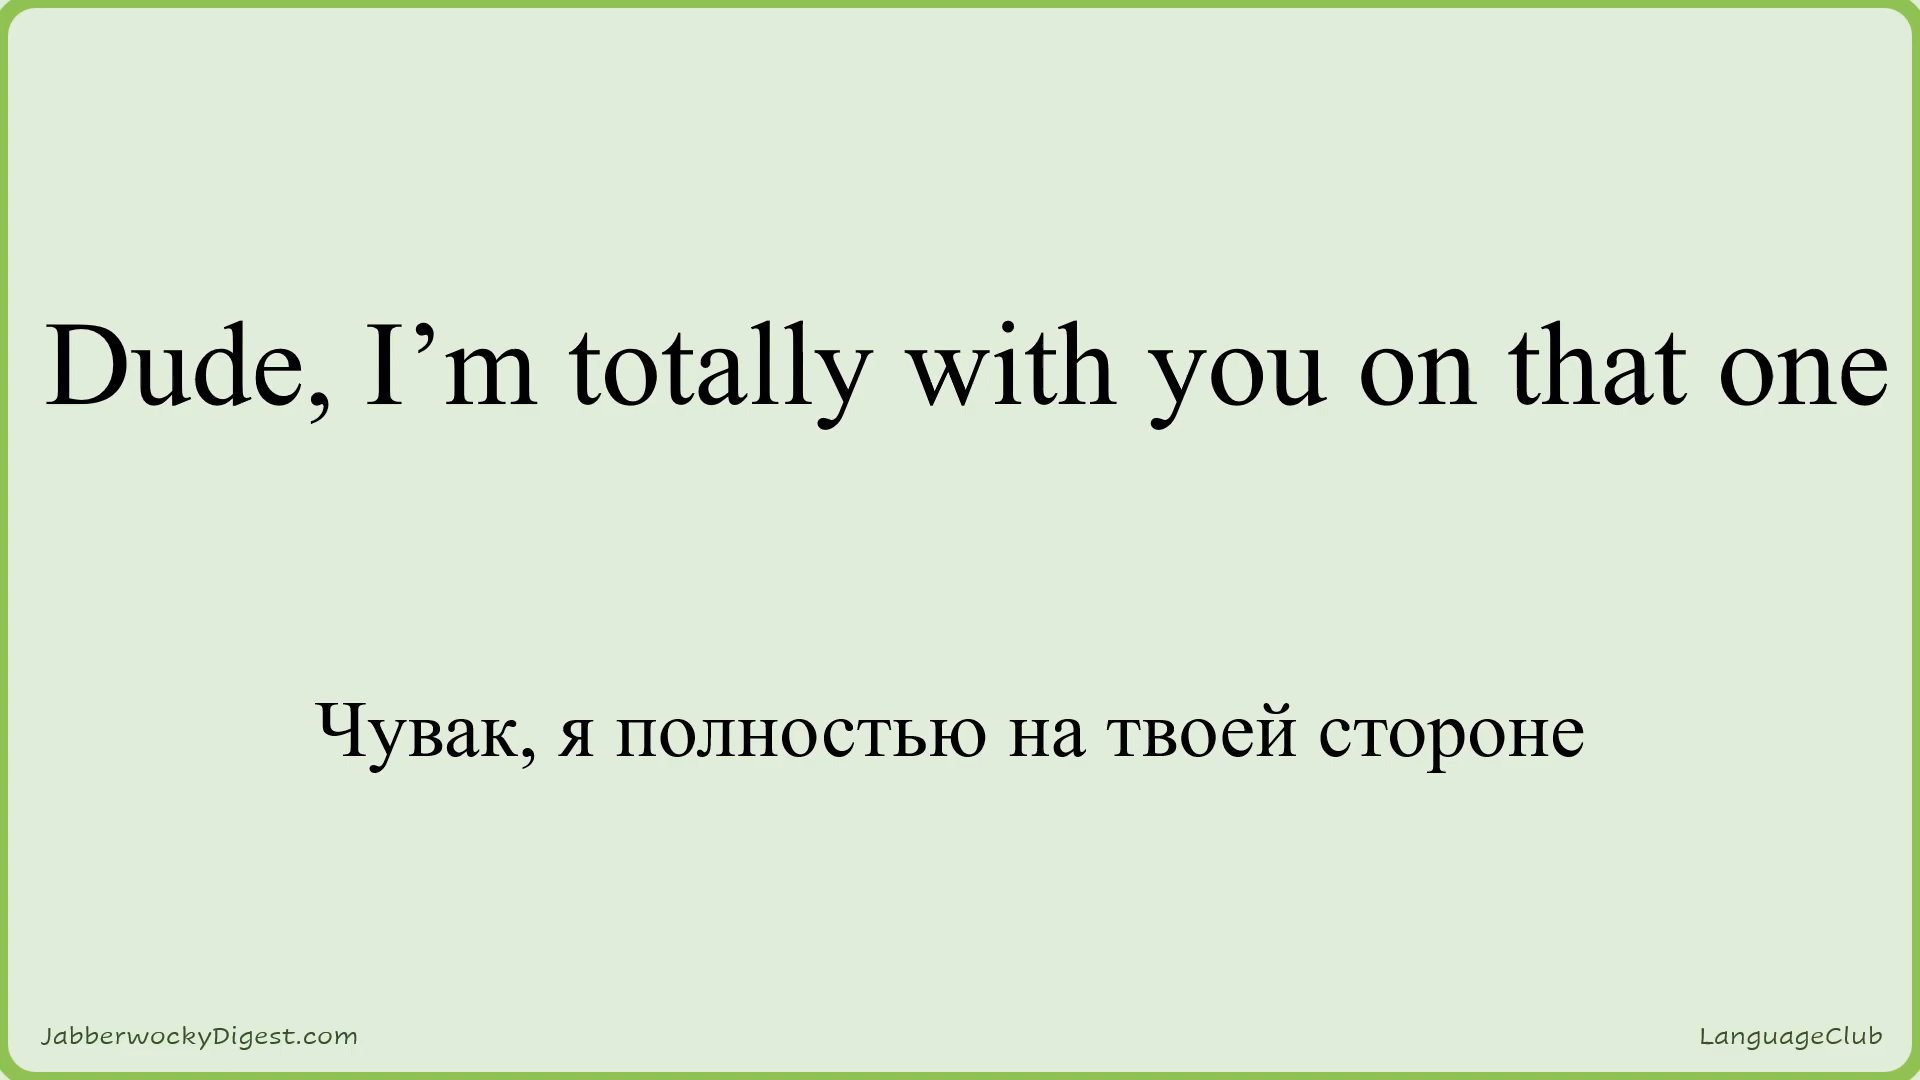 Dude, I’m totally with you on that one
Чувак, я полностью на твоей стороне
JabberwockyDigest.com
LanguageClub